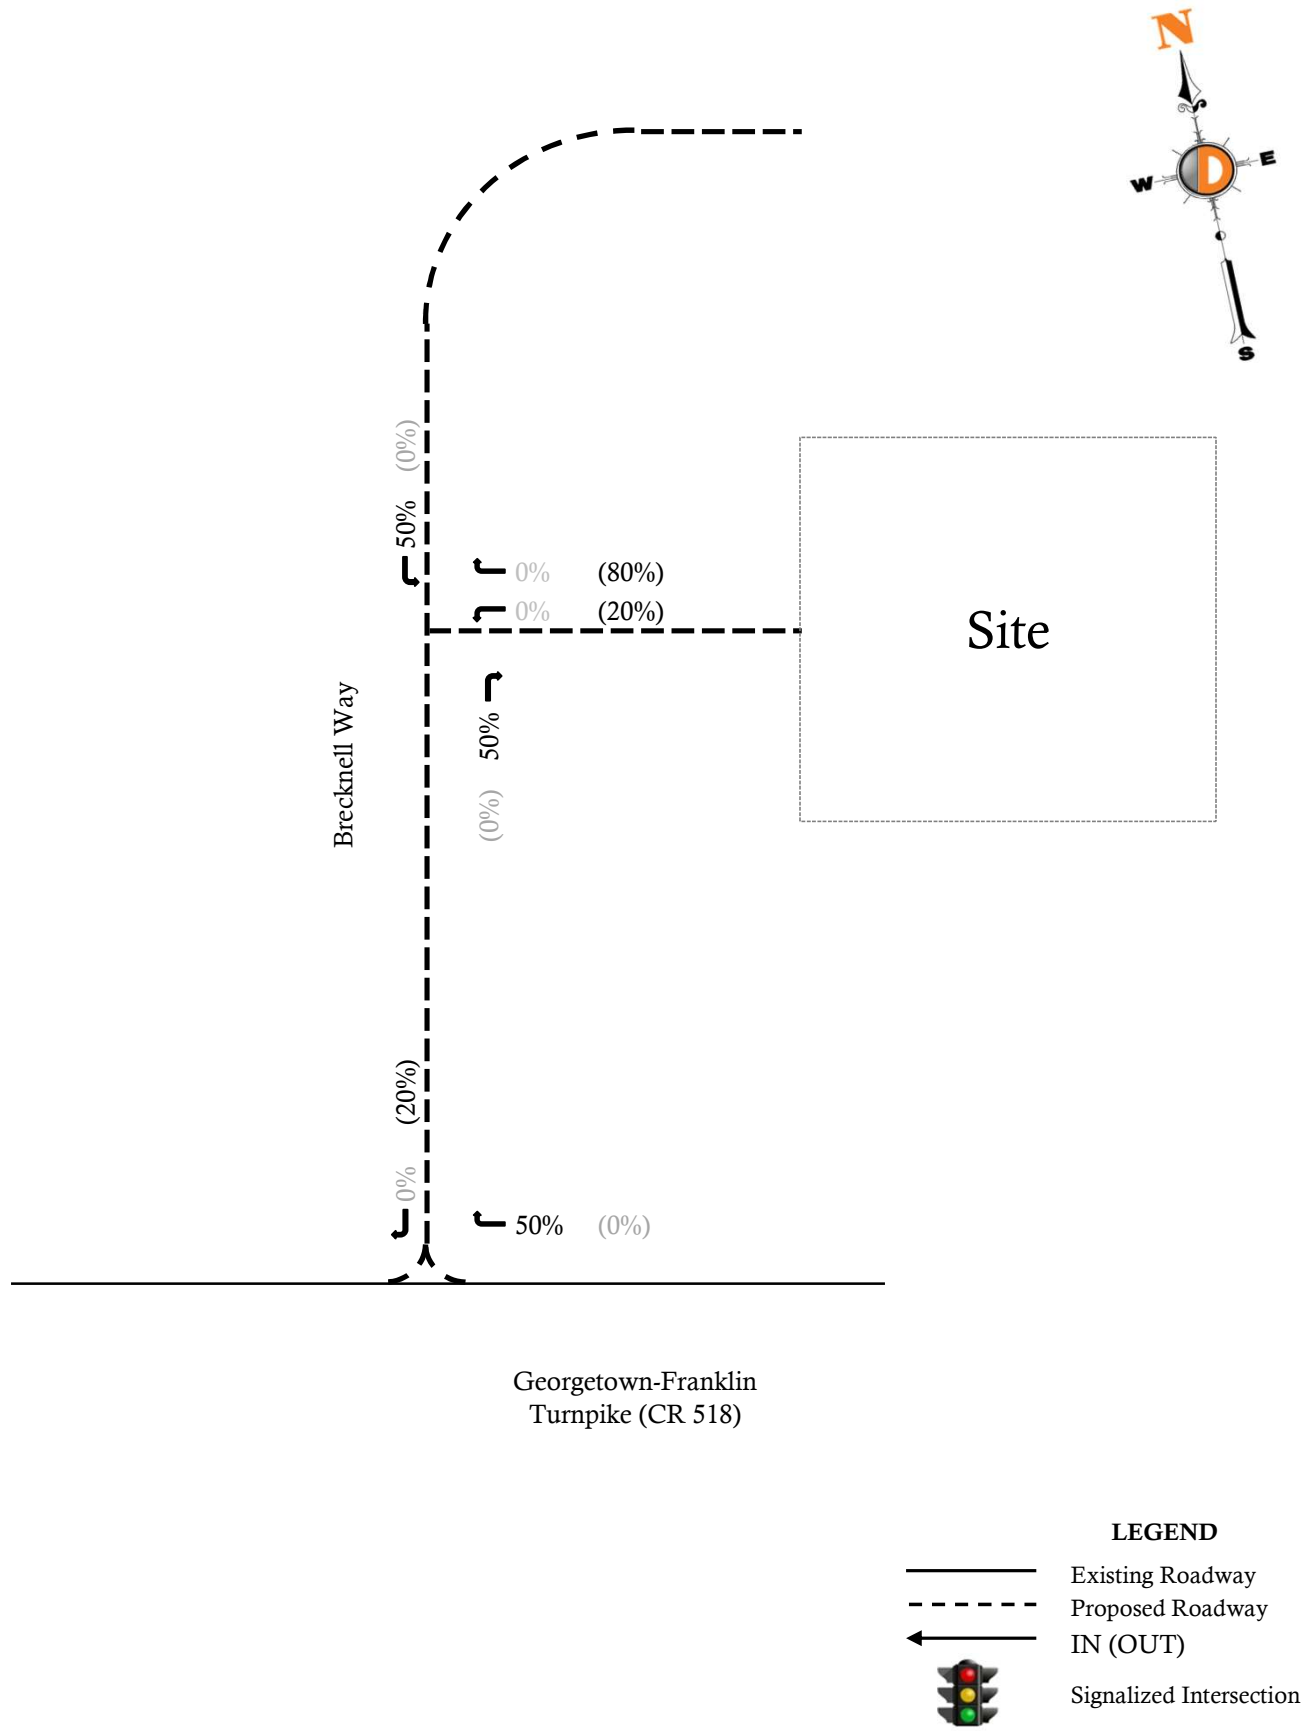 N
W
E
D
S
(0%)
50%
0% (80%)
0% (20%)
Site
50%
(0%)
Brecknell Way
(20%)
0%
50% (0%)
Georgetown-Franklin
Turnpike (CR 518)
LEGEND
Existing Roadway
Proposed Roadway
IN (OUT)
Signalized Intersection